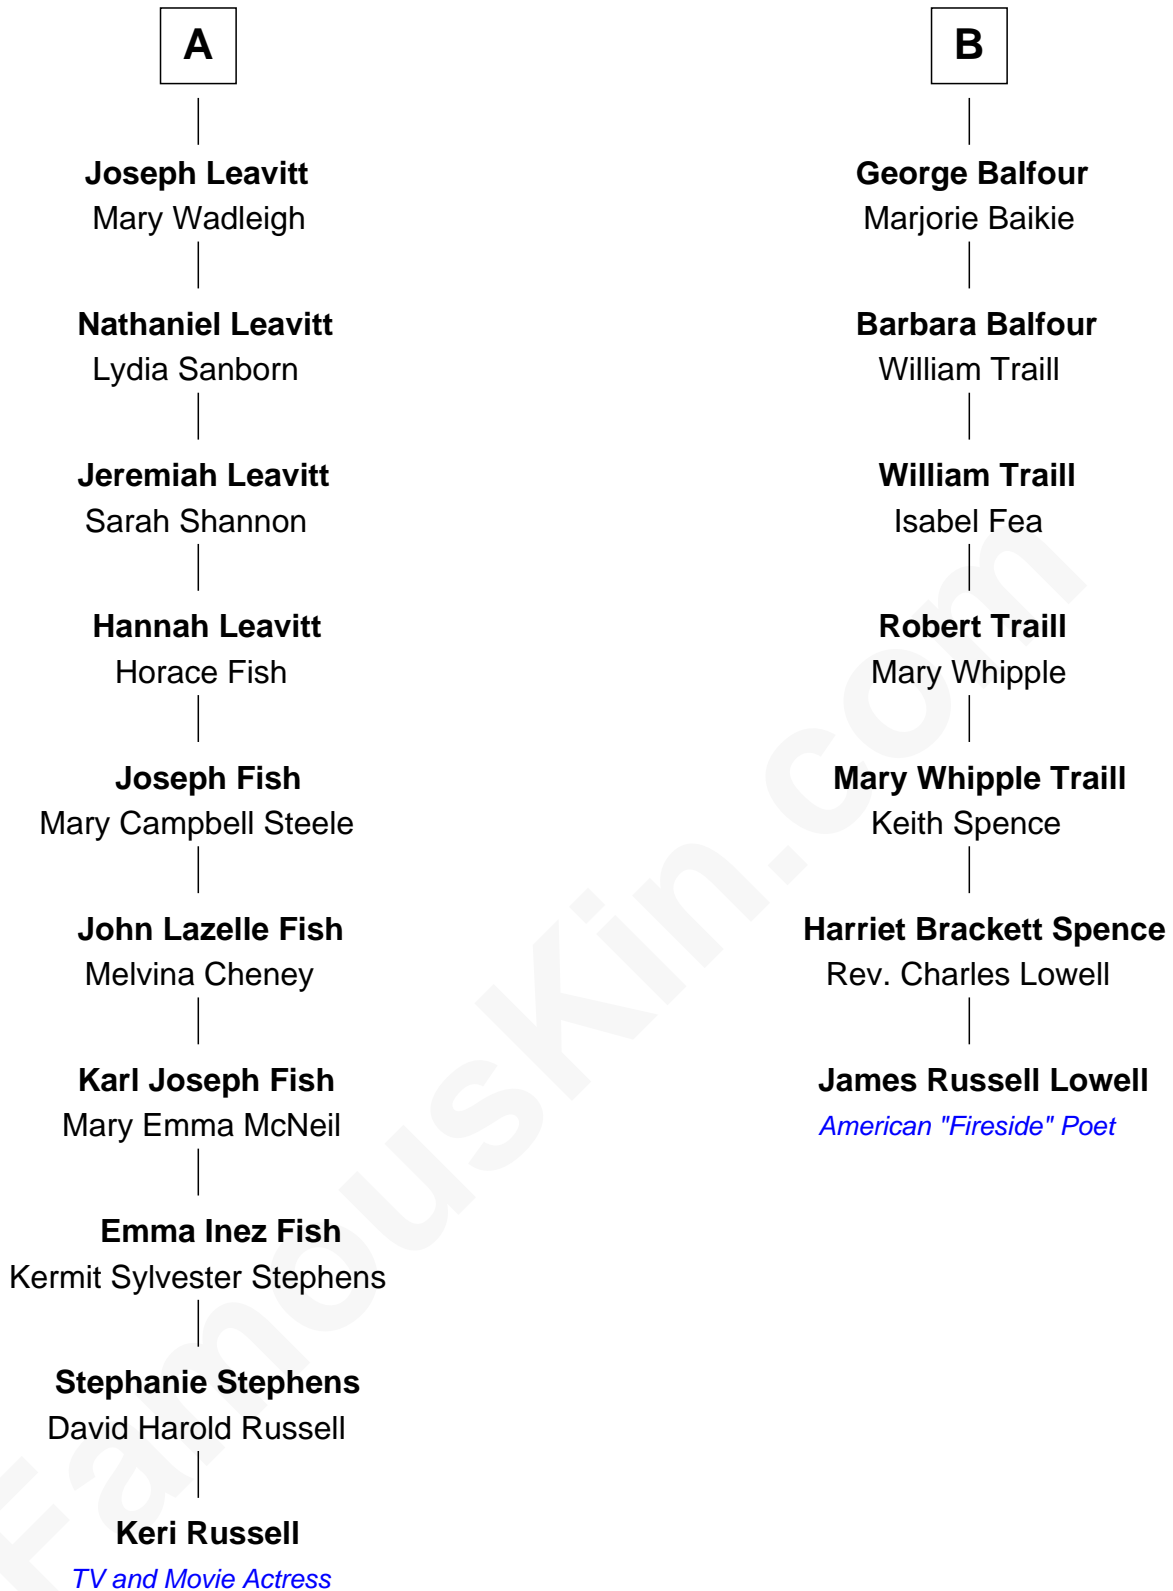 A
Joseph Leavitt
Mary Wadleigh
Nathaniel Leavitt
Lydia Sanborn
Jeremiah Leavitt
Sarah Shannon
Hannah Leavitt
Horace Fish
Joseph Fish
Mary Campbell Steele
John Lazelle Fish
Melvina Cheney
Karl Joseph Fish
Mary Emma McNeil
Emma Inez Fish
Kermit Sylvester Stephens
Stephanie Stephens
David Harold Russell
Keri Russell
TV and Movie Actress
B
George Balfour
Marjorie Baikie
Barbara Balfour
William Traill
William Traill
Isabel Fea
Robert Traill
Mary Whipple
Mary Whipple Traill
Keith Spence
Harriet Brackett Spence
Rev. Charles Lowell
James Russell Lowell
American "Fireside" Poet
FamousKin.com